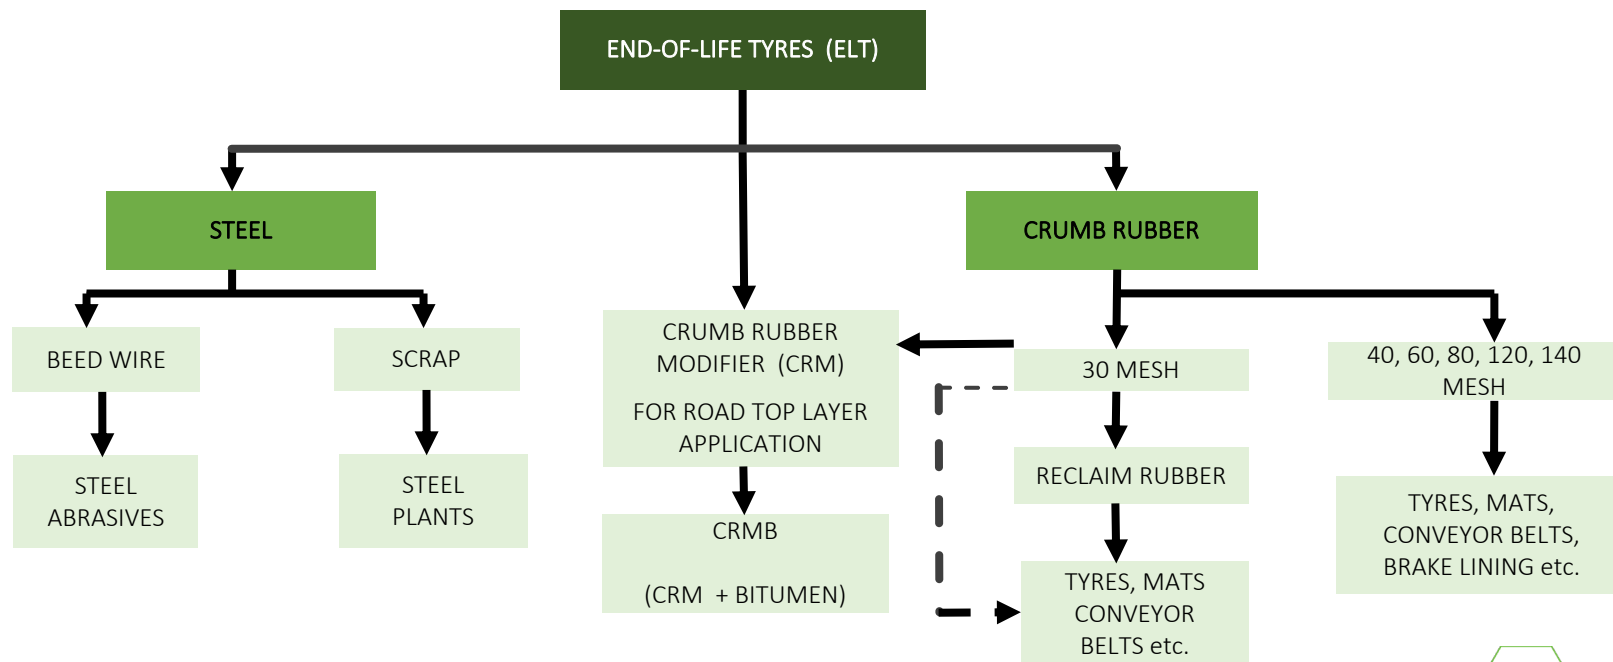 END-OF-LIFE TYRES (ELT)
STEEL
CRUMB RUBBER
BEED WIRE
SCRAP
CRUMB RUBBER
MODIFIER (CRM)
FOR ROAD TOP LAYER
APPLICATION
30 MESH
40, 60, 80, 120, 140
MESH
STEEL
ABRASIVES
STEEL
PLANTS
RECLAIM RUBBER
TYRES, MATS,
CONVEYOR BELTS,
BRAKE LINING etc.
CRMB
(CRM + BITUMEN)
TYRES, MATS
CONVEYOR
BELTS etc.